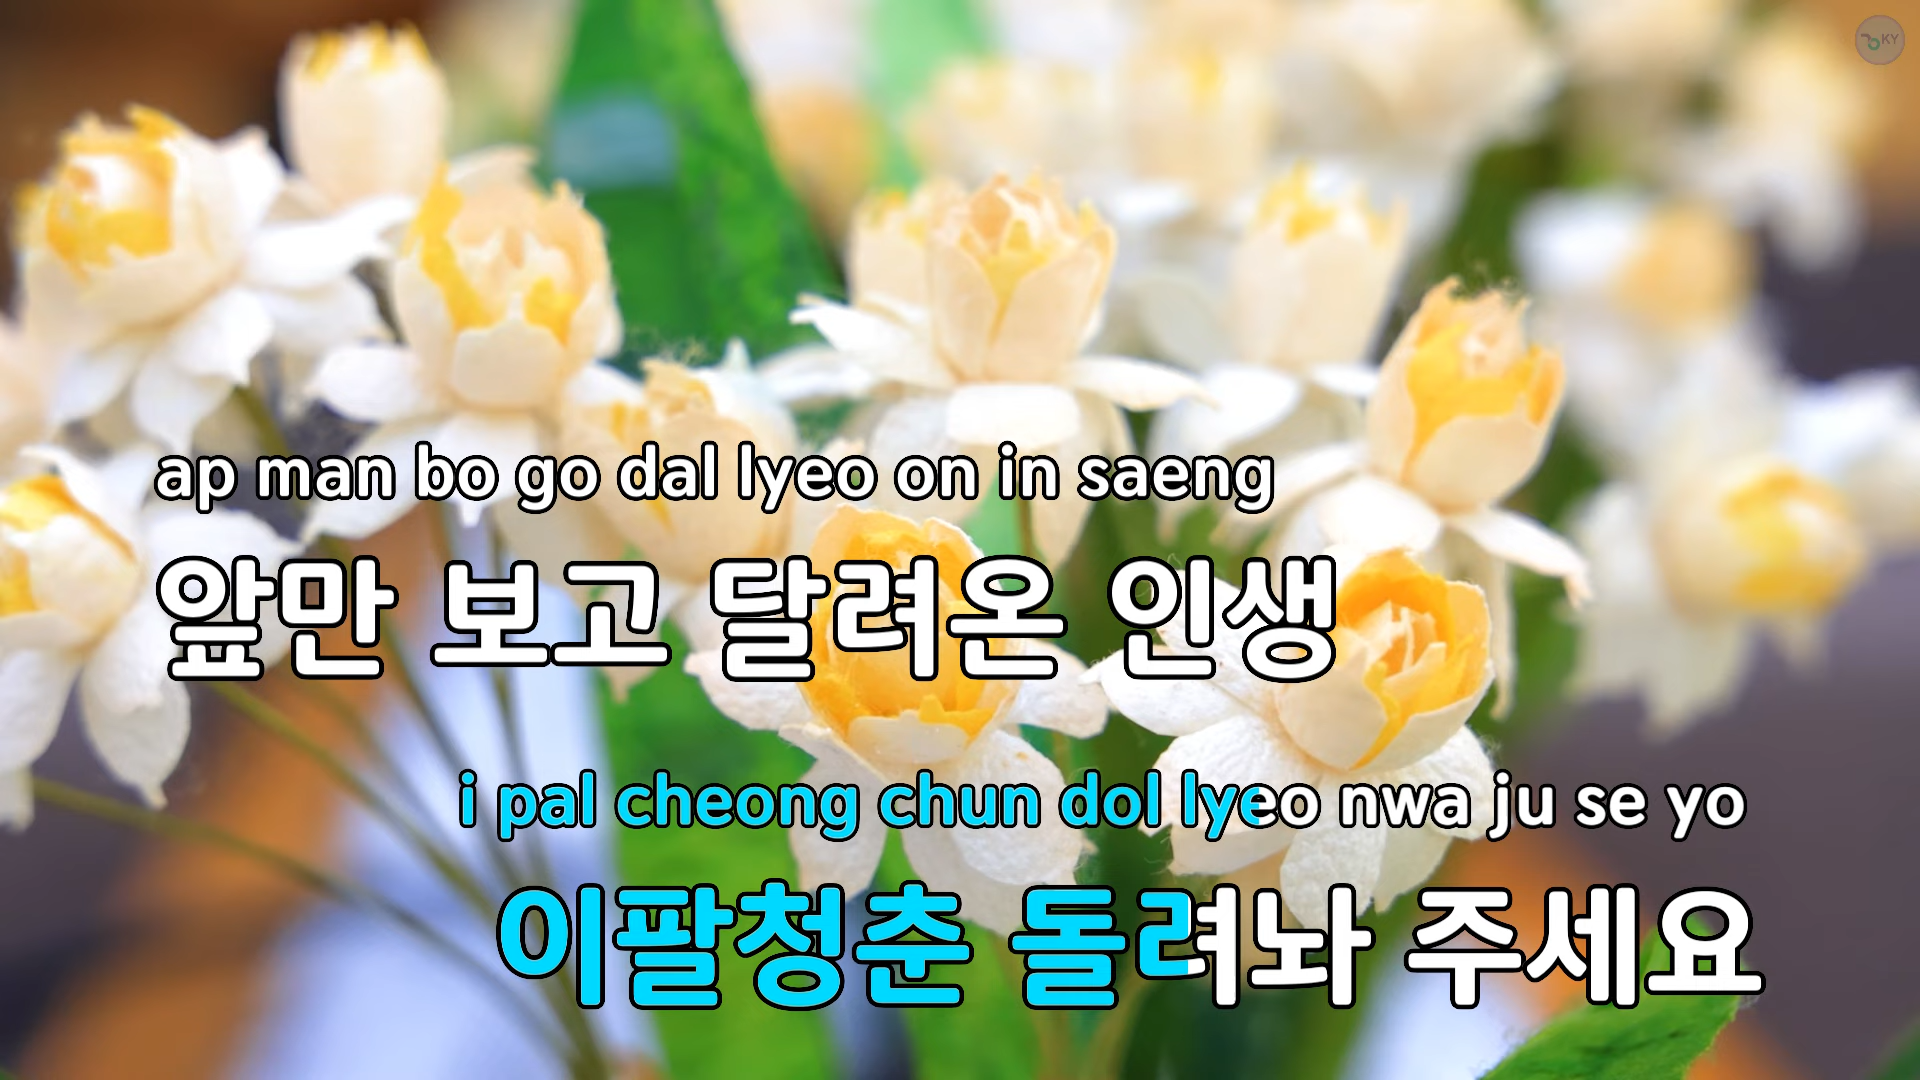 KY
ap man bo go dal lyeo on in saeng
앞만 보고 달려온 인생
i pal cheong chun dol lyeo nwa ju se yo
이팔청춘 돌려놔 주세요